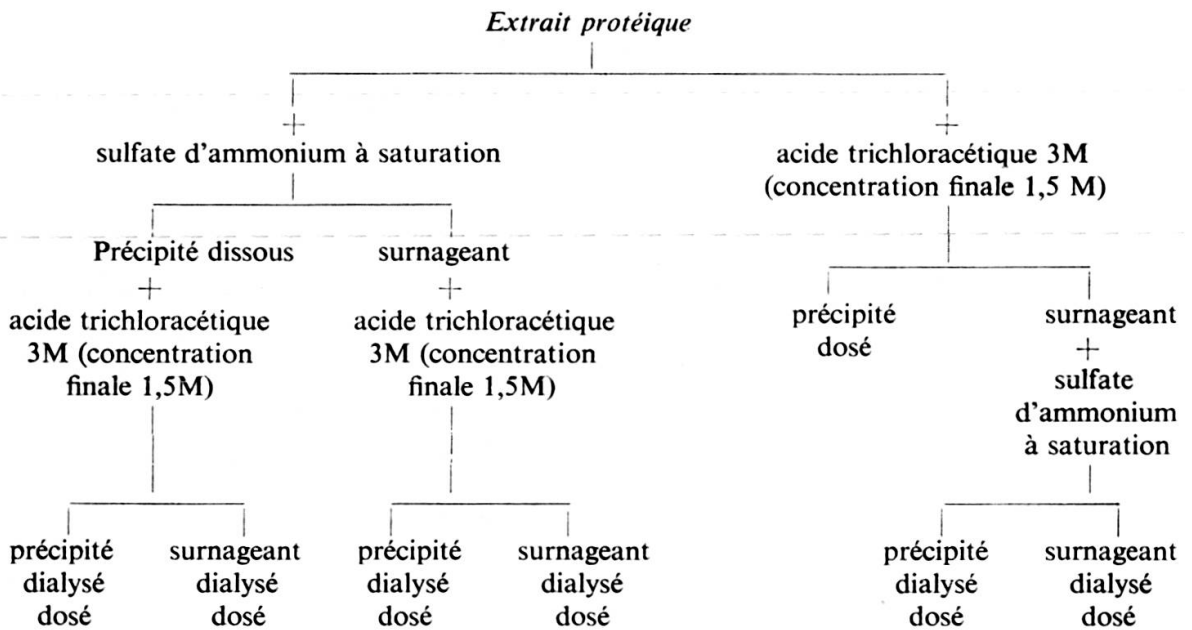 Extrait protéique
+
sulfate d'ammonium à saturation
+
acide trichloracétique 3M
(concentration finale 1,5 M)
Précipité dissous
+
acide trichloracétique
3M (concentration
finale 1,5M)
surnageant
+
acide trichloracétique
3M (concentration
finale 1,5M)
précipité
dosé
surnageant
+
sulfate
d'ammonium
à saturation
précipité
dialysé
dosé
surnageant
dialysé
dosé
précipité
dialysé
dosé
surnageant
dialysé
dosé
précipité
dialysé
dosé
surnageant
dialysé
dosé